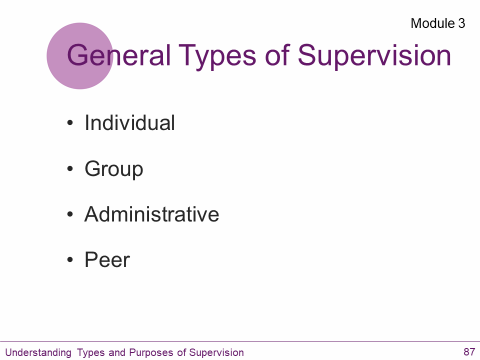 Module 3
General Types of Supervision
• Individual
• Group
• Administrative
• Peer
Understanding Types and Purposes of Supervision 87